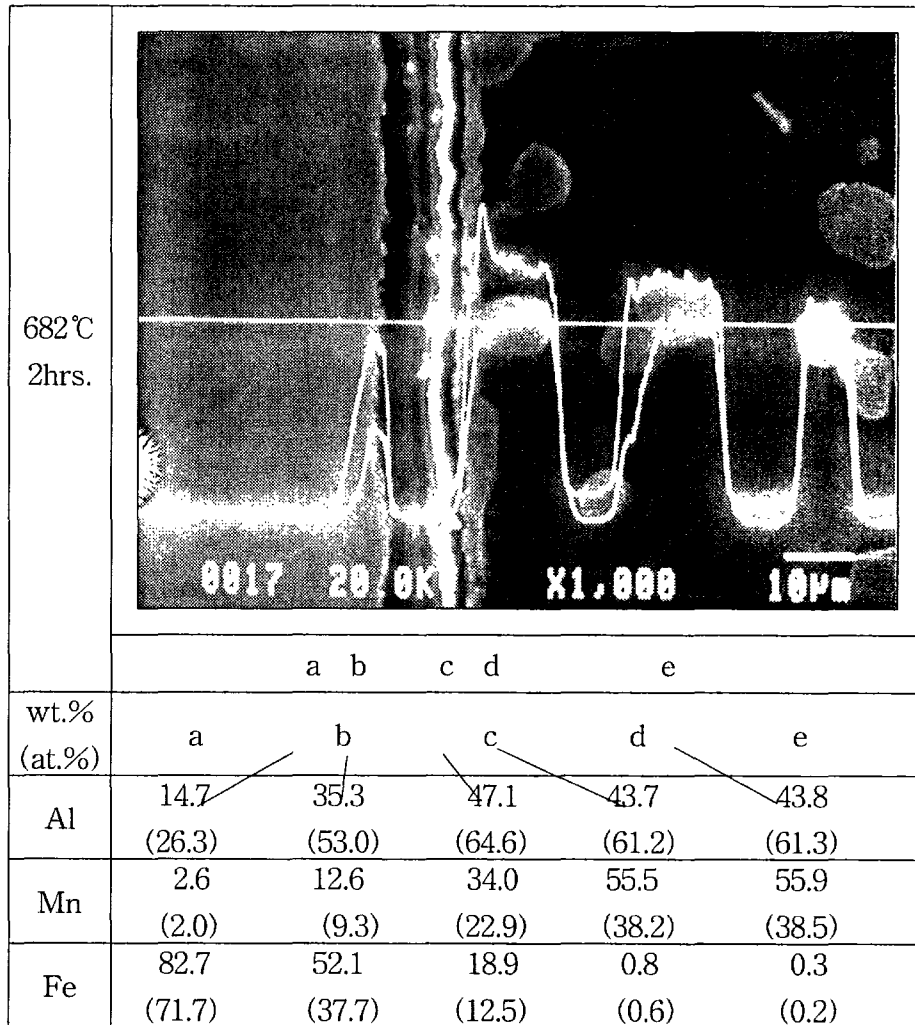 682℃
2hrs.
0017 20.0K X1,000 10μm
a b c d e
wt.%
(at.%)
a b c d e
Al
14.7 35.3 47.1 43.7 43.8
(26.3) (53.0) (64.6) (61.2) (61.3)
Mn
2.6 12.6 34.0 55.5 55.9
(2.0) (9.3) (22.9) (38.2) (38.5)
Fe
82.7 52.1 18.9 0.8 0.3
(71.7) (37.7) (12.5) (0.6) (0.2)